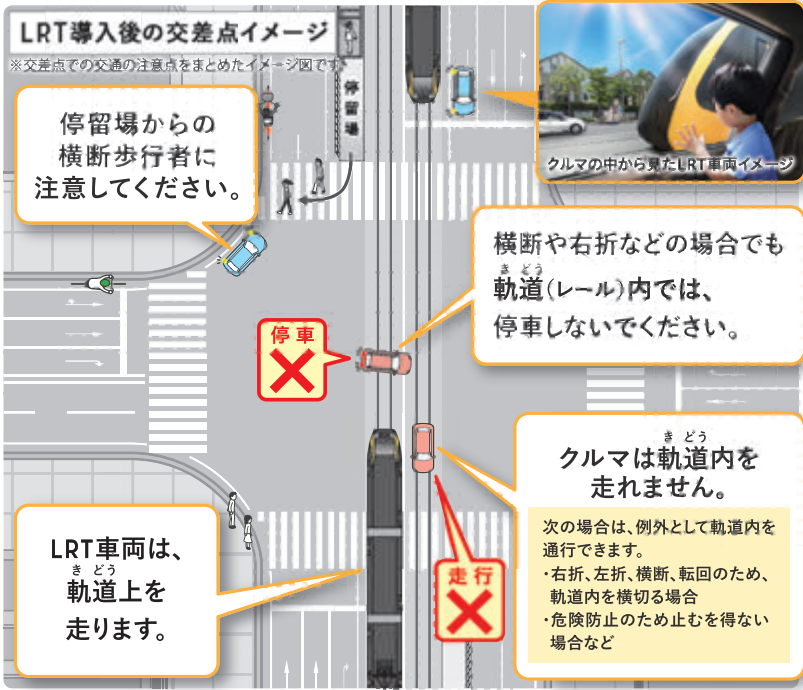 LRT導入後の交差点イメージ
※交差点での交通の注意点をまとめたイメージ図です
停留場
クルマの中から見たLRT車両イメージ
停留場からの
横断歩行者に
注意してください。
横断や右折などの場合でも
きどう
軌道(レール)内では、
停車しないでください。
停車
クルマは軌道内を
きどう
走れません。
次の場合は、例外として軌道内を
通行できます。
・右折、左折、横断、転回のため、
軌道内を横切る場合
・危険防止のため止むを得ない
場合など
走行
LRT車両は、
きどう
軌道上を
走ります。